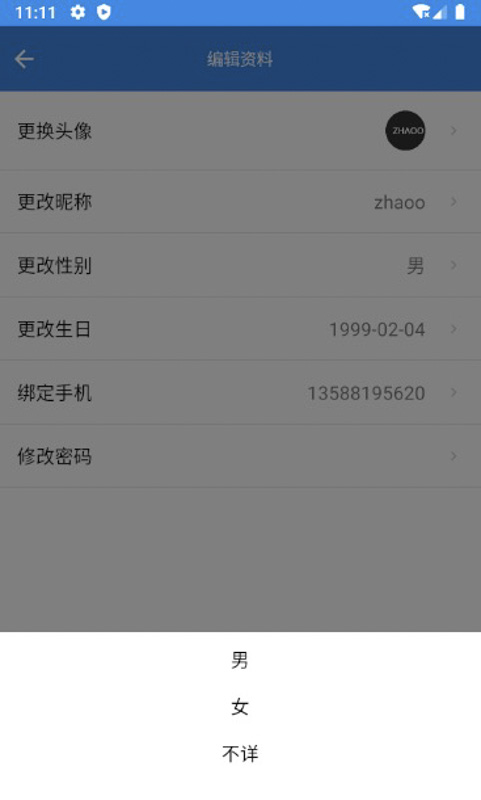 11:11
编辑资料
更换头像 ZHAOO
更改昵称 zhaoo
更改性别 男
更改生日 1999-02-04
绑定手机 13588195620
修改密码
男
女
不详